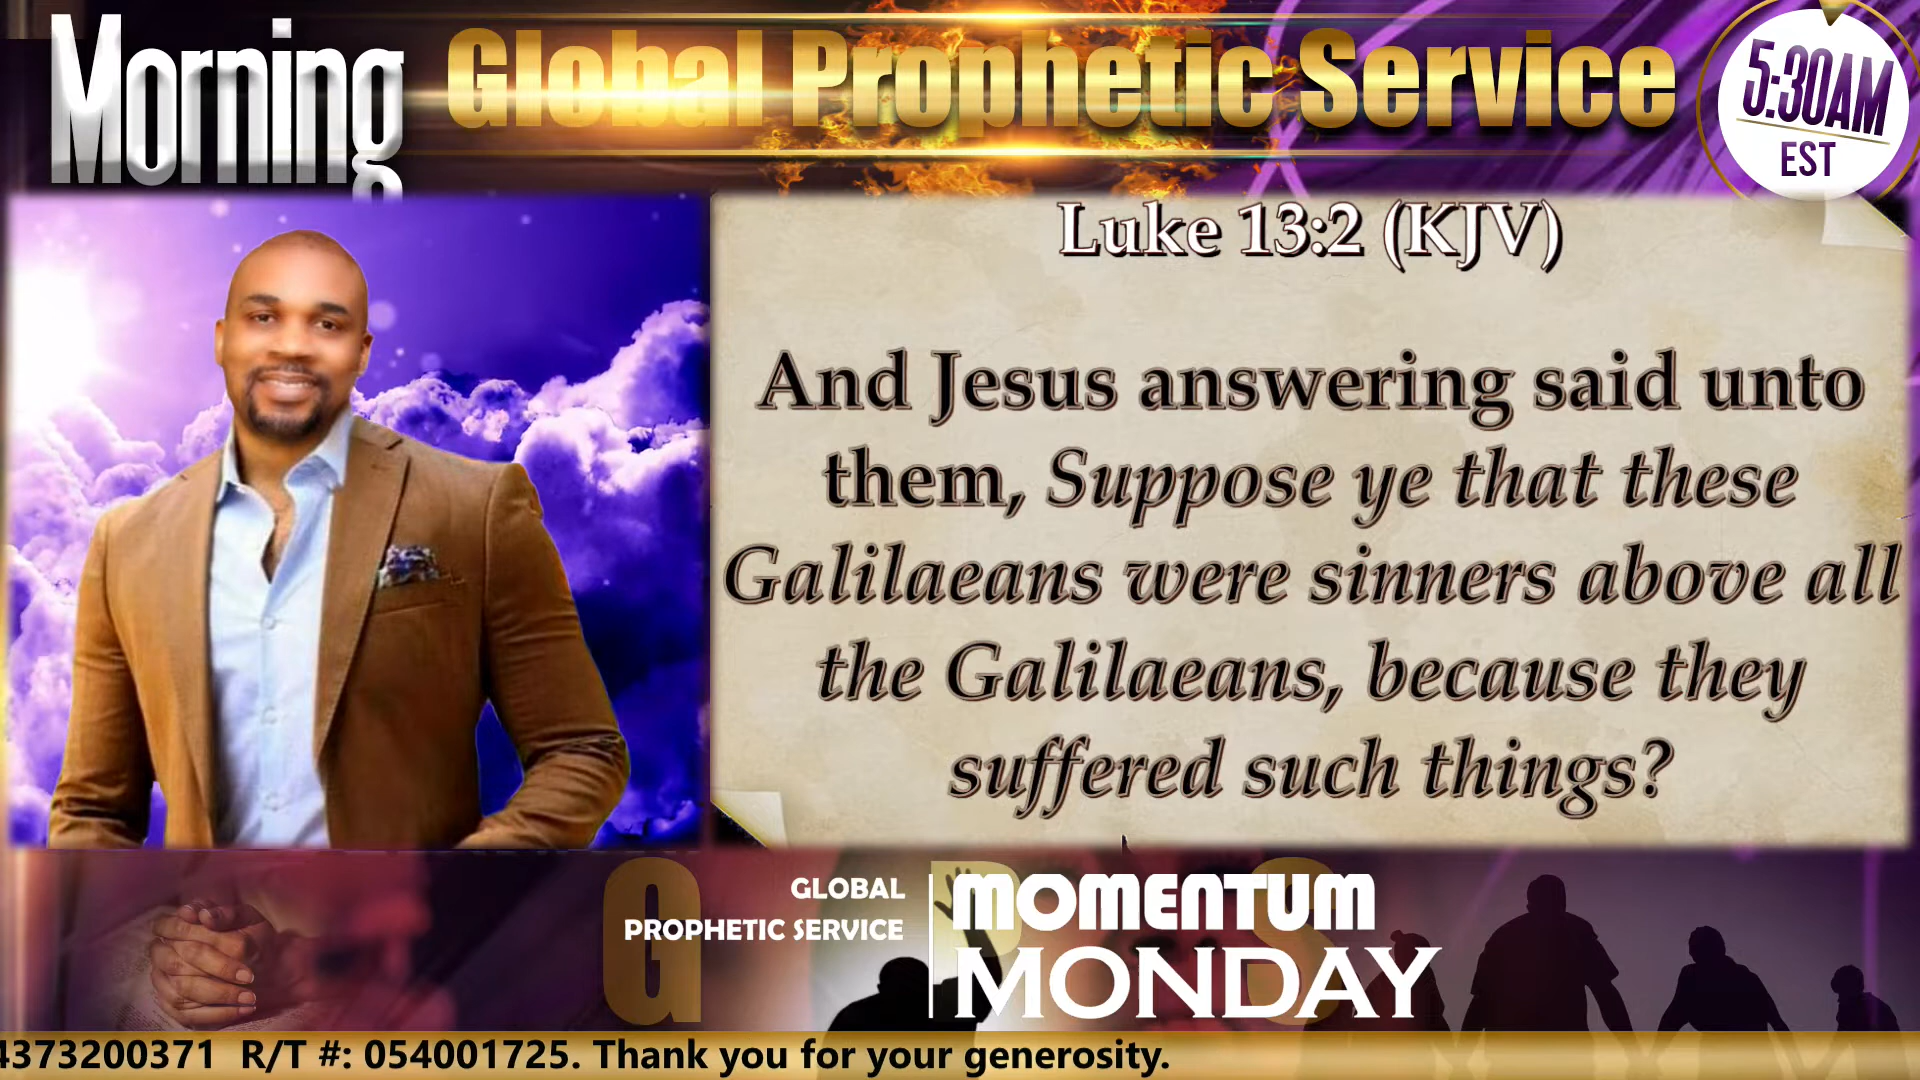 Morning
Global Prophetic Service
5:30AM
EST
Luke 13:2 (KJV)
And Jesus answering said unto
them, Suppose ye that these
Galilaeans were sinners above all
the Galilaeans, because they
suffered such things?
G P S
GLOBAL
PROPHETIC SERVICE
MOMENTUM
MONDAY
4373200371 R/T #: 054001725. Thank you for your generosity.